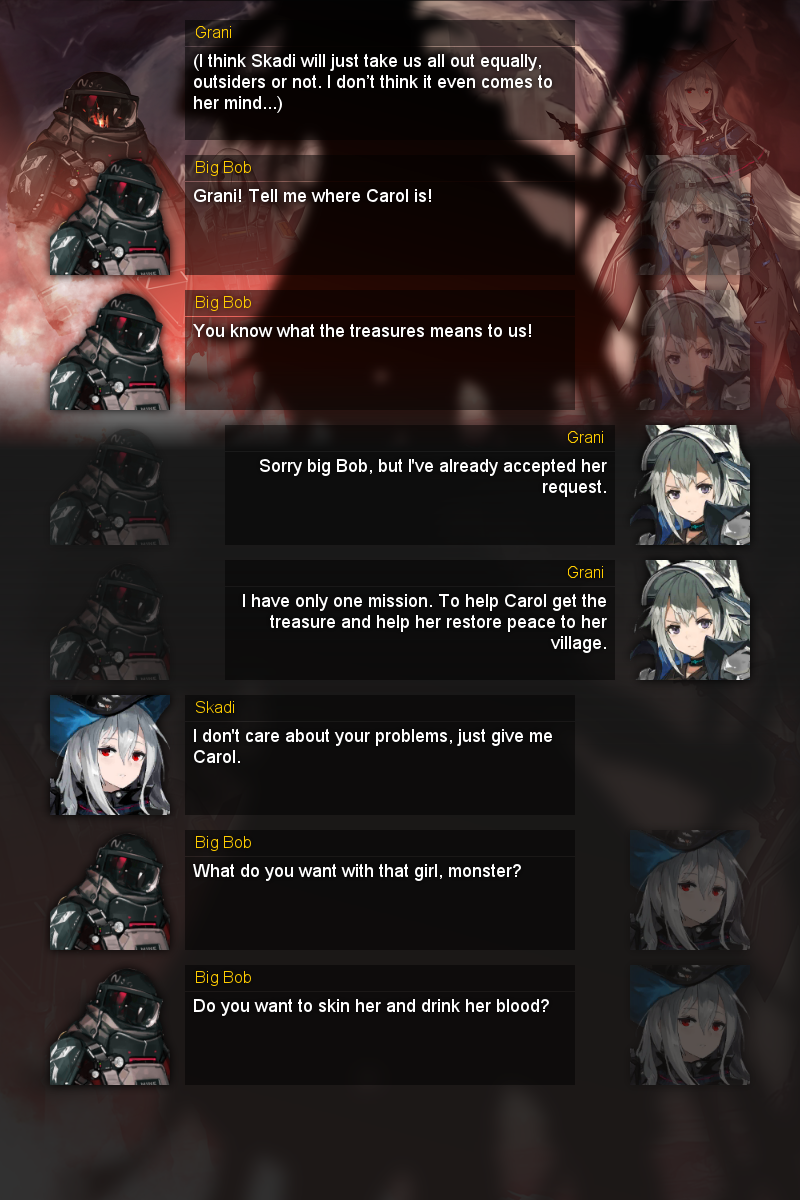 Grani
(I think Skadi will just take us all out equally,
outsiders or not. I don't think it even comes to
her mind...)
Big Bob
Grani! Tell me where Carol is!
Big Bob
You know what the treasures means to us!
Grani
Sorry big Bob, but I've already accepted her
request.
Grani
I have only one mission. To help Carol get the
treasure and help her restore peace to her
village.
Skadi
I don't care about your problems, just give me
Carol.
Big Bob
What do you want with that girl, monster?
Big Bob
Do you want to skin her and drink her blood?